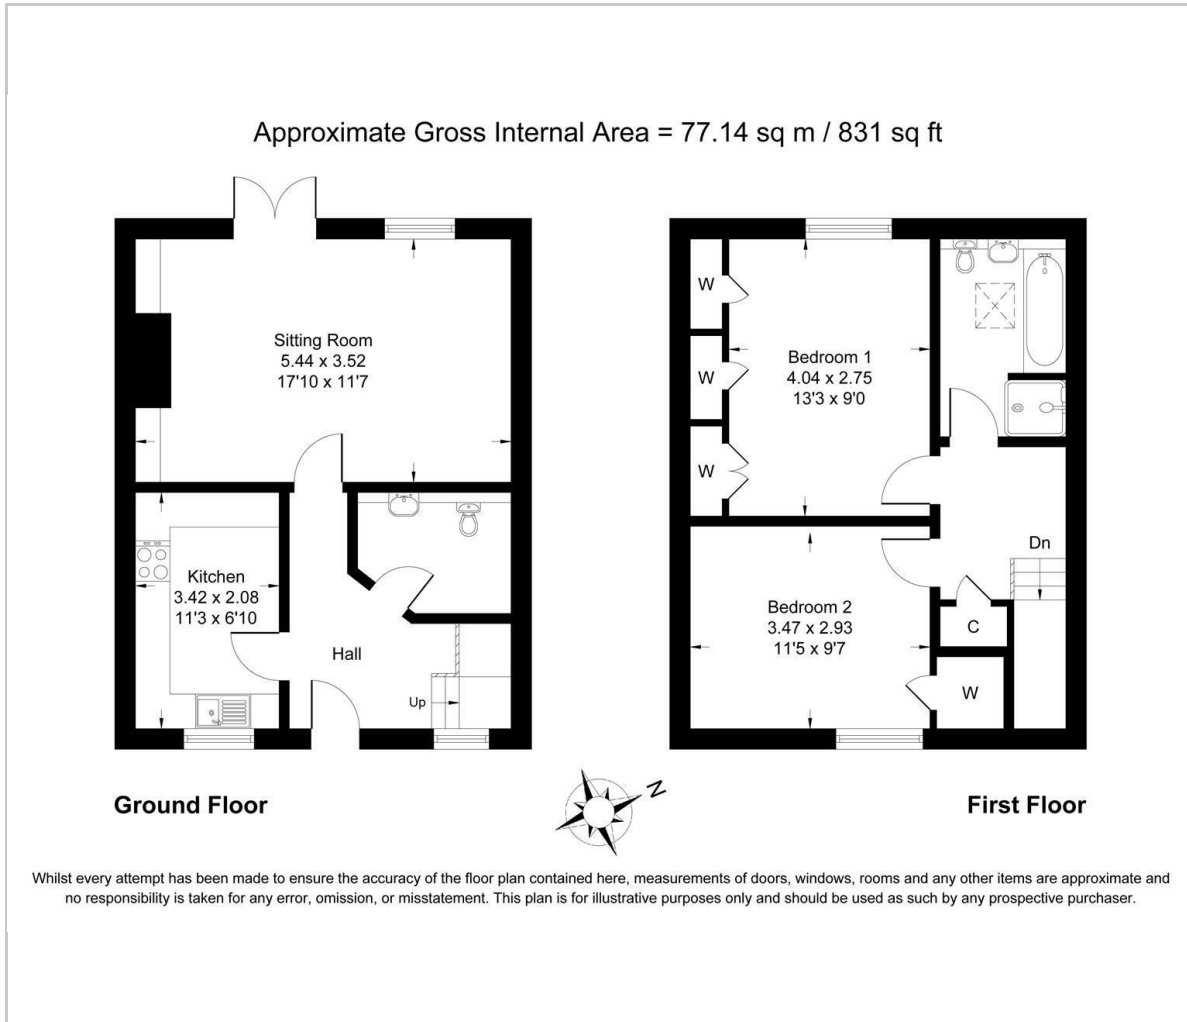 Approximate Gross Internal Area = 77.14 sq m / 831 sq ft
Sitting Room
5.44 x 3.52
17'10 x 11'7
Kitchen
3.42 x 2.08
11'3 x 6'10
Hall
Up
Ground Floor
W
W
W
Bedroom 1
4.04 x 2.75
13'3 x 9'0
Dn
Bedroom 2
3.47 x 2.93
11'5 x 9'7
C
W
First Floor
N
Whilst every attempt has been made to ensure the accuracy of the floor plan contained here, measurements of doors, windows, rooms and any other items are approximate and
no responsibility is taken for any error, omission, or misstatement. This plan is for illustrative purposes only and should be used as such by any prospective purchaser.